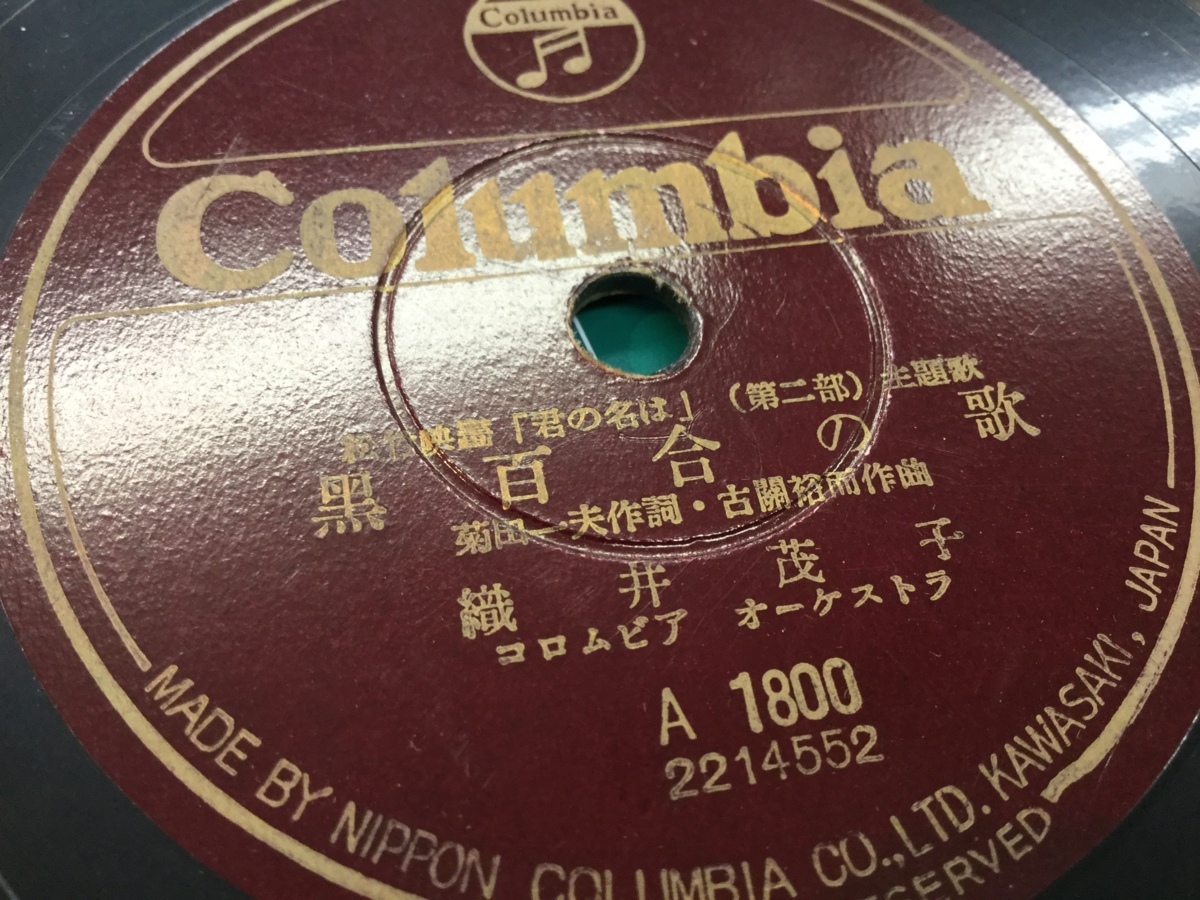 Columbia
Columbia
松竹映畫「君の名は」(第二部)主題歌
黒百合の歌
菊田一夫作詞・古關裕而作曲
織井茂子
コロムビア オーケストラ
A 1800
2214552
MADE BY NIPPON COLUMBIA CO., LTD. KAWASAKI, JAPAN